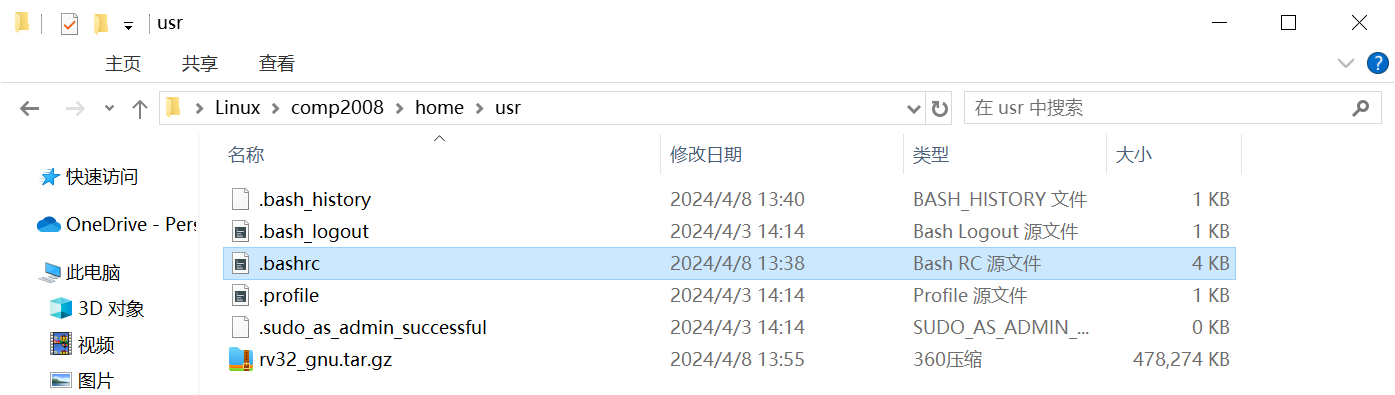 usr
主页 共享 查看
Linux comp2008 home usr 在 usr 中搜索
名称 修改日期 类型 大小
快速访问
OneDrive - Pers
此电脑
3D 对象
视频
图片
.bash_history 2024/4/8 13:40 BASH_HISTORY 文件 1 KB
.bash_logout 2024/4/3 14:14 Bash Logout 源文件 1 KB
.bashrc 2024/4/8 13:38 Bash RC 源文件 4 KB
.profile 2024/4/3 14:14 Profile 源文件 1 KB
.sudo_as_admin_successful 2024/4/3 14:14 SUDO_AS_ADMIN_... 0 KB
rv32_gnu.tar.gz 2024/4/8 13:55 360压缩 478,274 KB